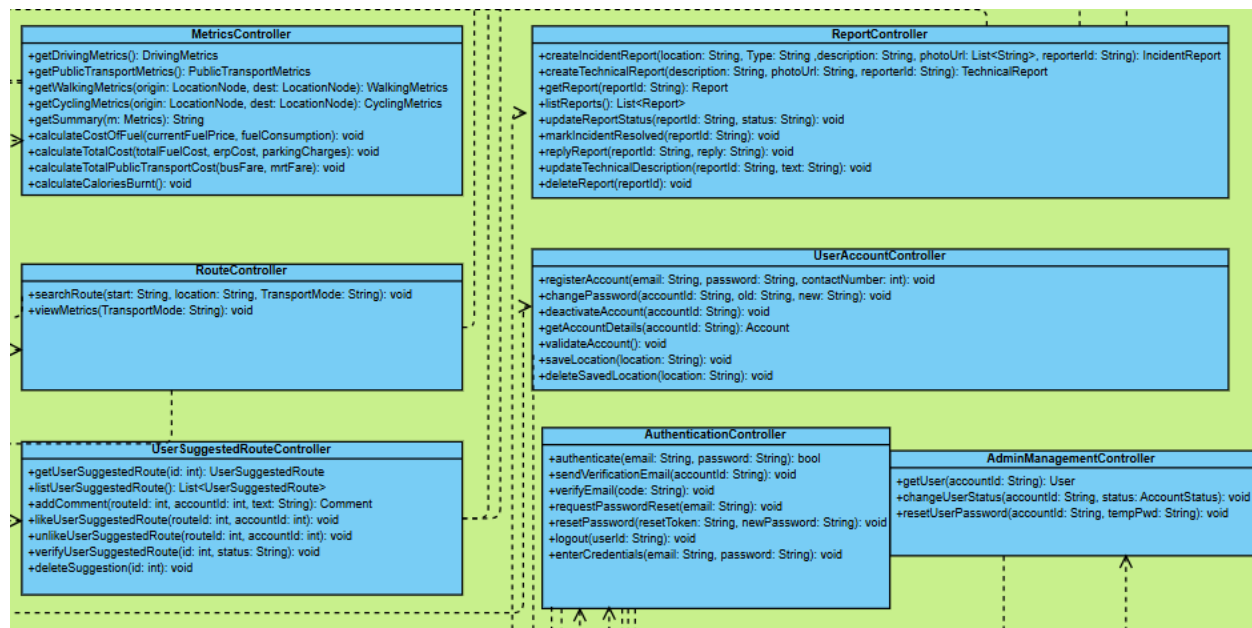 MetricsController
+getDrivingMetrics(): DrivingMetrics
+getPublicTransportMetrics(): PublicTransportMetrics
+getWalkingMetrics(origin: LocationNode, dest: LocationNode): WalkingMetrics
+getCyclingMetrics(origin: LocationNode, dest: LocationNode): CyclingMetrics
+getSummary(m: Metrics): String
+calculateCostOfFuel(currentFuelPrice, fuelConsumption): void
+calculateTotalCost(totalFuelCost, erpCost, parkingCharges): void
+calculateTotalPublicTransportCost(busFare, mrtFare): void
+calculateCaloriesBurnt(): void
ReportController
+createIncidentReport(location: String, Type: String ,description: String, photoUrl: List<String>, reporterId: String): IncidentReport
+createTechnicalReport(description: String, photoUrl: String, reporterId: String): TechnicalReport
+getReport(reportId: String): Report
+listReports(): List<Report>
+updateReportStatus(reportId: String, status: String): void
+markIncidentResolved(reportId: String): void
+replyReport(reportId: String, reply: String): void
+updateTechnicalDescription(reportId: String, text: String): void
+deleteReport(reportId): void
RouteController
+searchRoute(start: String, location: String, TransportMode: String): void
+viewMetrics(TransportMode: String): void
UserAccountController
+registerAccount(email: String, password: String, contactNumber: int): void
+changePassword(accountId: String, old: String, new: String): void
+deactivateAccount(accountId: String): void
+getAccountDetails(accountId: String): Account
+validateAccount(): void
+saveLocation(location: String): void
+deleteSavedLocation(location: String): void
UserSuggestedRouteController
+getUserSuggestedRoute(id: int): UserSuggestedRoute
+listUserSuggestedRoute(): List<UserSuggestedRoute>
+addComment(routeId: int, accountId: int, text: String): Comment
+likeUserSuggestedRoute(routeId: int, accountId: int): void
+unlikeUserSuggestedRoute(routeId: int, accountId: int): void
+verifyUserSuggestedRoute(id: int, status: String): void
+deleteSuggestion(id: int): void
AuthenticationController
+authenticate(email: String, password: String): bool
+sendVerificationEmail(accountId: String): void
+verifyEmail(code: String): void
+requestPasswordReset(email: String): void
+resetPassword(resetToken: String, newPassword: String): void
+logout(userId: String): void
+enterCredentials(email: String, password: String): void
AdminManagementController
+getUser(accountId: String): User
+changeUserStatus(accountId: String, status: AccountStatus): void
+resetUserPassword(accountId: String, tempPwd: String): void